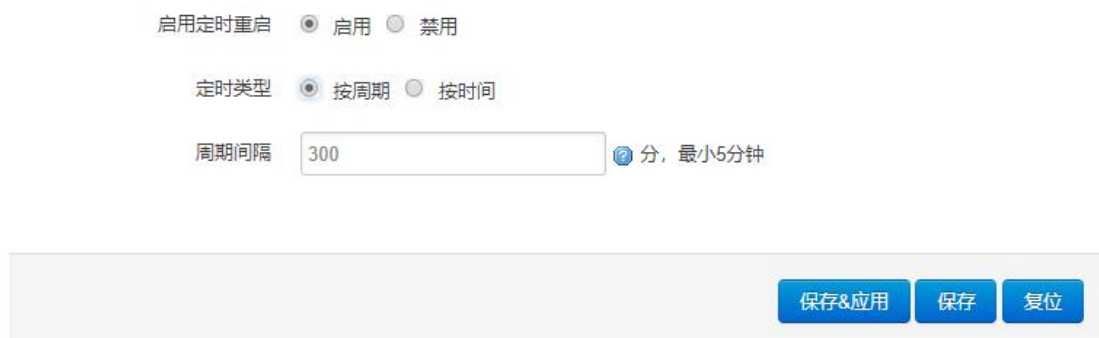 启用定时重启 启用 禁用
定时类型 按周期 按时间
周期间隔 300 分，最小5分钟
保存&应用 保存 复位